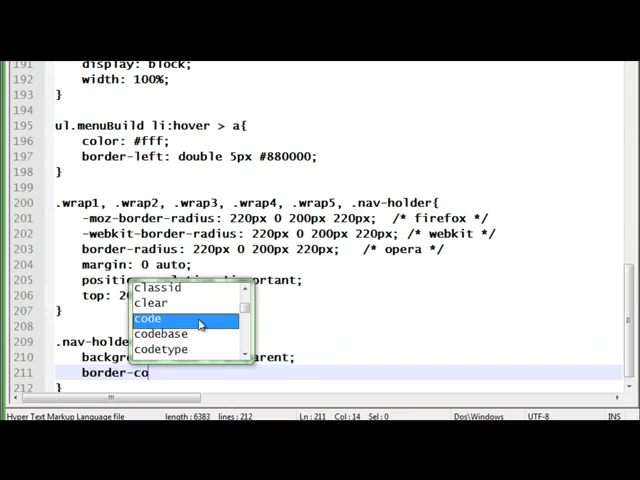 191 display: block;
192 width: 100%;
193 }
194
195 ul.menuBuild li:hover > a{
196 color: #fff;
197 border-left: double 5px #880000;
198 }
199
200 .wrap1, .wrap2, .wrap3, .wrap4, .wrap5, .nav-holder{
201 -moz-border-radius: 220px 0 200px 220px; /* firefox */
202 -webkit-border-radius: 220px 0 200px 220px; /* webkit */
203 border-radius: 220px 0 200px 220px; /* opera */
204 margin: 0 auto;
205
206 top: 20
207 }
208
209 .nav-holde
210 backgr
211 border-co
212 }
classid
clear
code
codebase
codetype
Hyper Text Markup Language file length : 6383 lines : 212 Ln : 211 Col : 14 Sel : 0 Dos\Windows UTF-8 INS